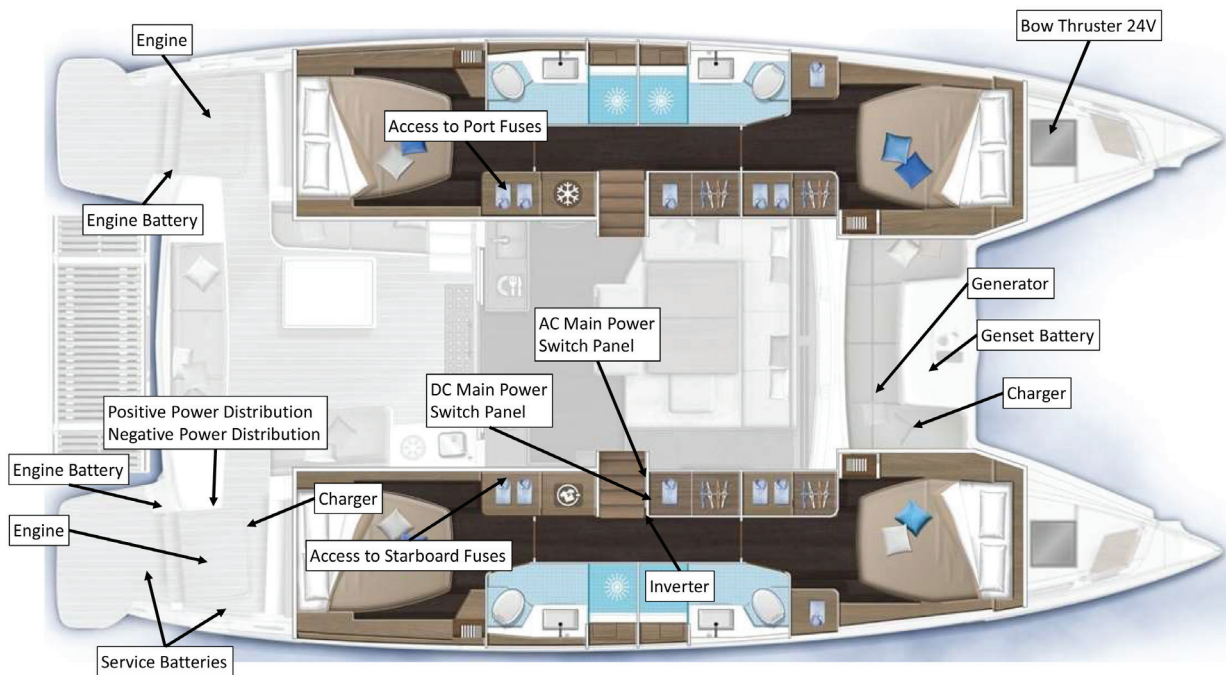 Engine
Bow Thruster 24V
Access to Port Fuses
Engine Battery
Generator
AC Main Power
Switch Panel
Genset Battery
DC Main Power
Switch Panel
Charger
Positive Power Distribution
Negative Power Distribution
Engine Battery
Charger
Engine
Access to Starboard Fuses
Inverter
Service Batteries